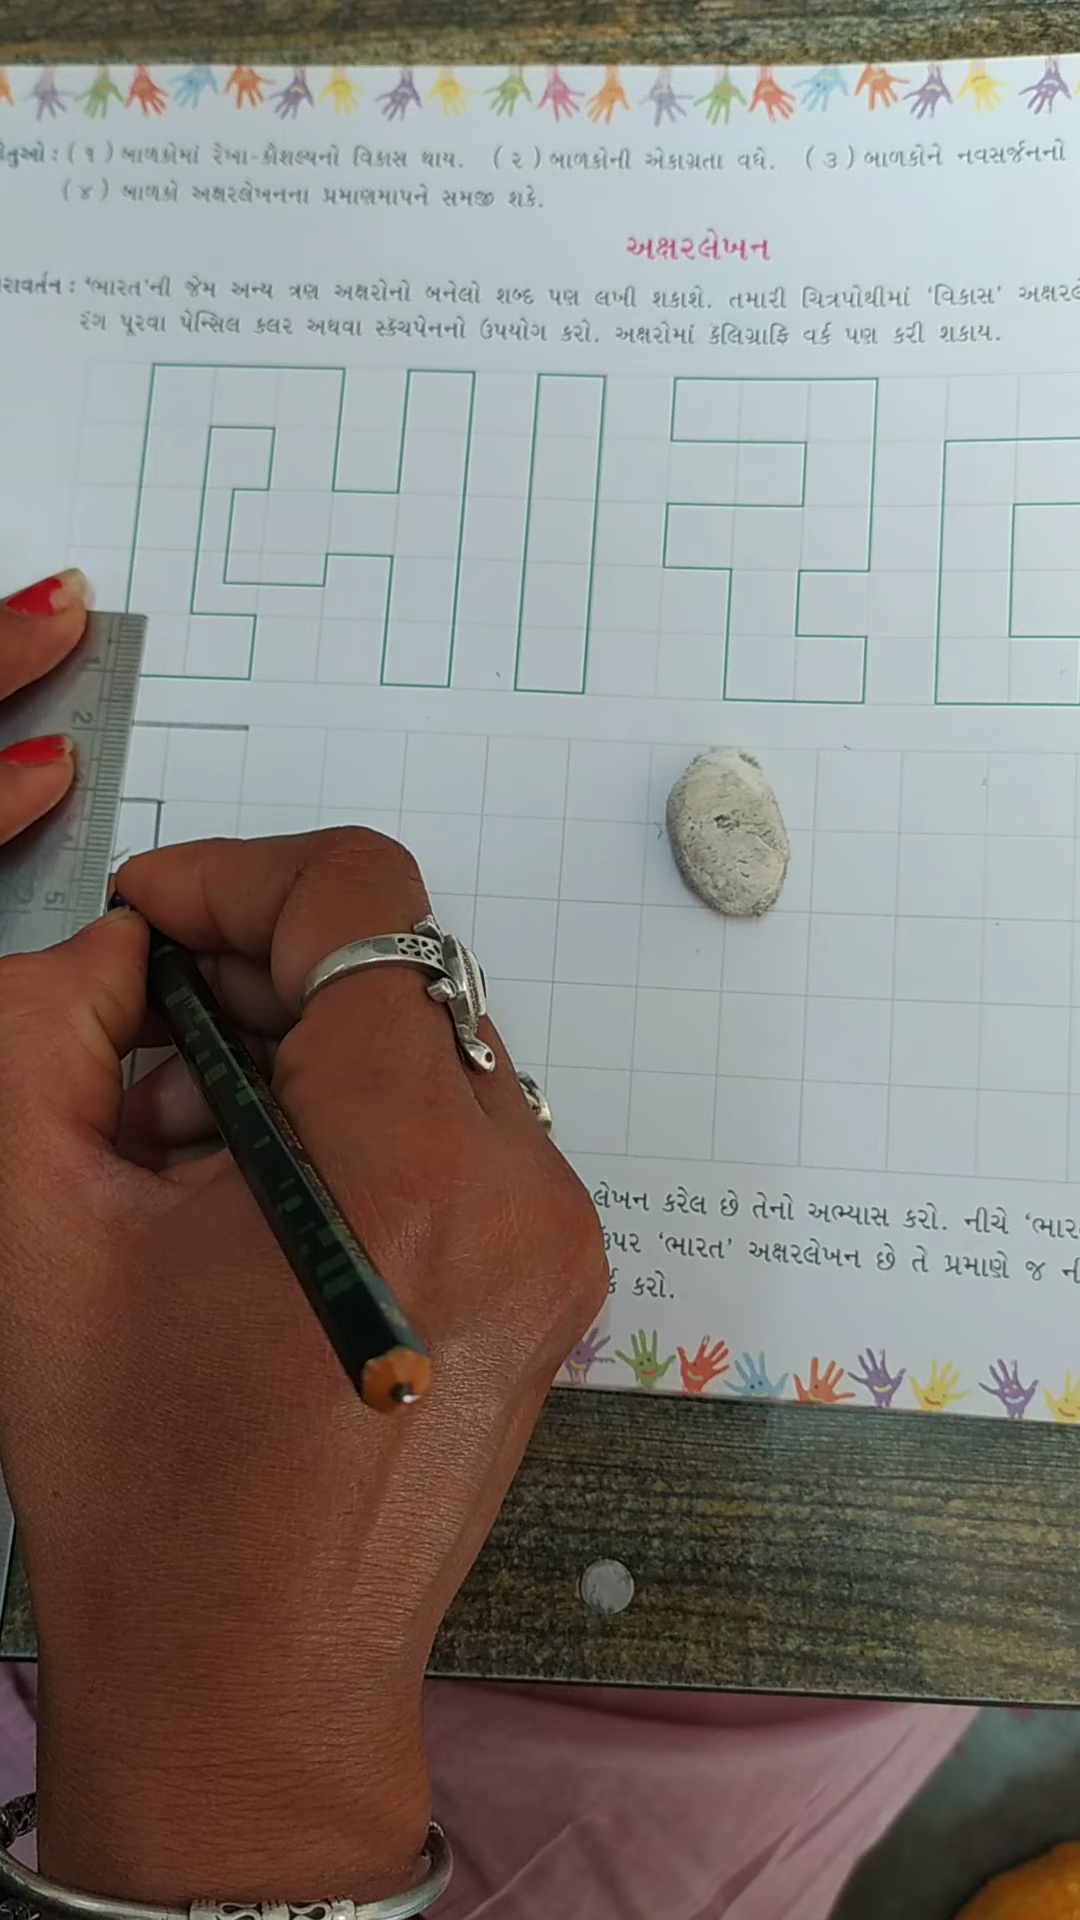 હેતુઓ : ( ૧ ) બાળકોમાં રેખા-કૌશલ્યનો વિકાસ થાય. ( ૨ ) બાળકોની એકાગ્રતા વધે. ( ૩ ) બાળકોને નવસર્જનનો
( ૪ ) બાળકો અક્ષરલેખનના પ્રમાણમાપને સમજી શકે.
અક્ષરલેખન
રાવર્તન : ‘ભારત’ની જેમ અન્ય ત્રણ અક્ષરોનો બનેલો શબ્દ પણ લખી શકાશે. તમારી ચિત્રપોથીમાં ‘વિકાસ’ અક્ષરલે
રંગ પૂરવા પેન્સિલ કલર અથવા સ્કૅચપેનનો ઉપયોગ કરો. અક્ષરોમાં કૅલિગ્રાફિ વર્ક પણ કરી શકાય.
ભાર
1
2
5
લેખન કરેલ છે તેનો અભ્યાસ કરો. નીચે ‘ભાર
ઉપર ‘ભારત’ અક્ષરલેખન છે તે પ્રમાણે જ ની
ર્ક કરો.